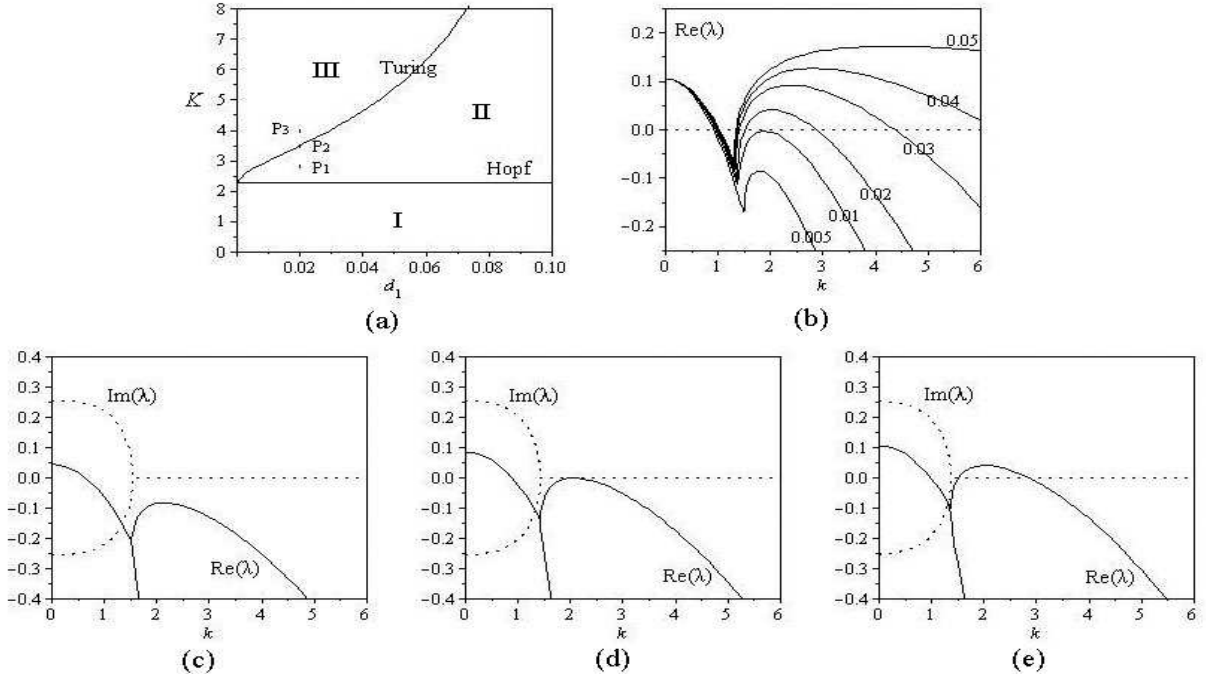 8
7
6
5
4
3
2
1
0
K
III
Turing
II
P3
P2
P1
Hopf
I
0.02 0.04 0.06 0.08 0.10
d1
(a)
0.2
0.1
0.0
−0.1
−0.2
Re(λ)
0.05
0.04
0.03
0.02
0.01
0.005
0 1 2 3 4 5 6
k
(b)
0.4
0.3
0.2
0.1
0.0
−0.1
−0.2
−0.3
−0.4
Im(λ)
Re(λ)
0 1 2 3 4 5 6
k
(c)
0.4
0.3
0.2
0.1
0.0
−0.1
−0.2
−0.3
−0.4
Im(λ)
Re(λ)
0 1 2 3 4 5 6
k
(d)
0.4
0.3
0.2
0.1
0.0
−0.1
−0.2
−0.3
−0.4
Im(λ)
Re(λ)
0 1 2 3 4 5 6
k
(e)